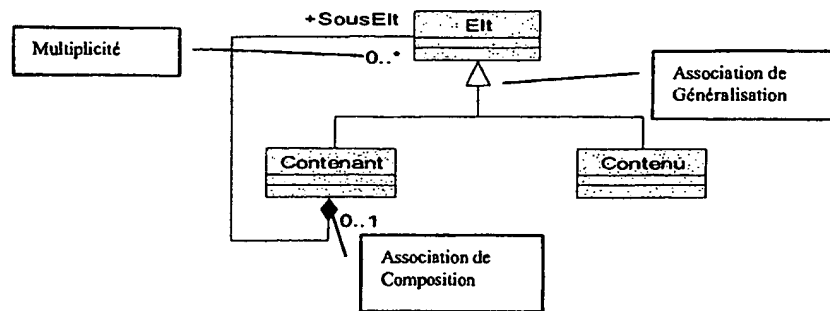 +SousElt
Elt
Multiplicité
0..*
Association de
Généralisation
Contenant
Contenu
0..1
Association de
Composition